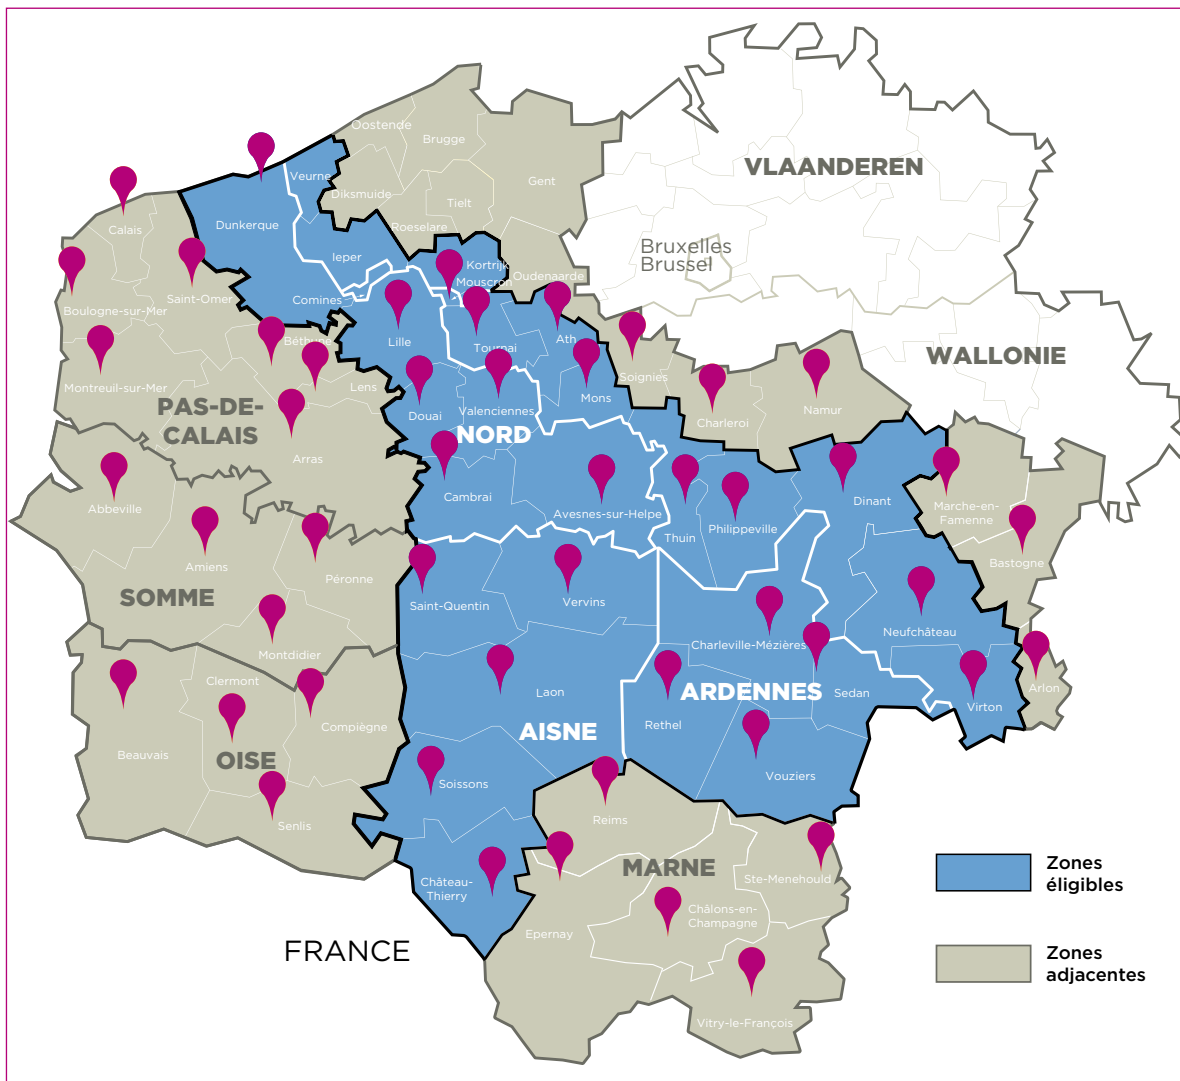 Oostende
Brugge
VLAANDEREN
Veurne
Diksmuide
Gent
Tielt
Calais
Dunkerque
Roeselare
Ieper
Bruxelles
Brussel
Kortrijk
Oudenaarde
Mouscron
Saint-Omer
Comines
Boulogne-sur-Mer
Béthune
Lille
Tournai
Ath
WALLONIE
Montreuil-sur-Mer
Lens
Soignies
Mons
Namur
PAS-DE-
CALAIS
Douai
Valenciennes
Charleroi
NORD
Arras
Cambrai
Dinant
Abbeville
Avesnes-sur-Helpe
Thuin
Philippeville
Marche-en-
Famenne
Amiens
Péronne
Bastogne
SOMME
Saint-Quentin
Vervins
Neufchâteau
Montdidier
Charleville-Mézières
Clermont
Laon
ARDENNES
Sedan
Arlon
Virton
Compiègne
Rethel
AISNE
Beauvais
OISE
Soissons
Vouziers
Senlis
Reims
MARNE
Château-
Thierry
Ste-Menehould
Châlons-en-
Champagne
Epernay
FRANCE
Vitry-le-François
Zones
éligibles
Zones
adjacentes